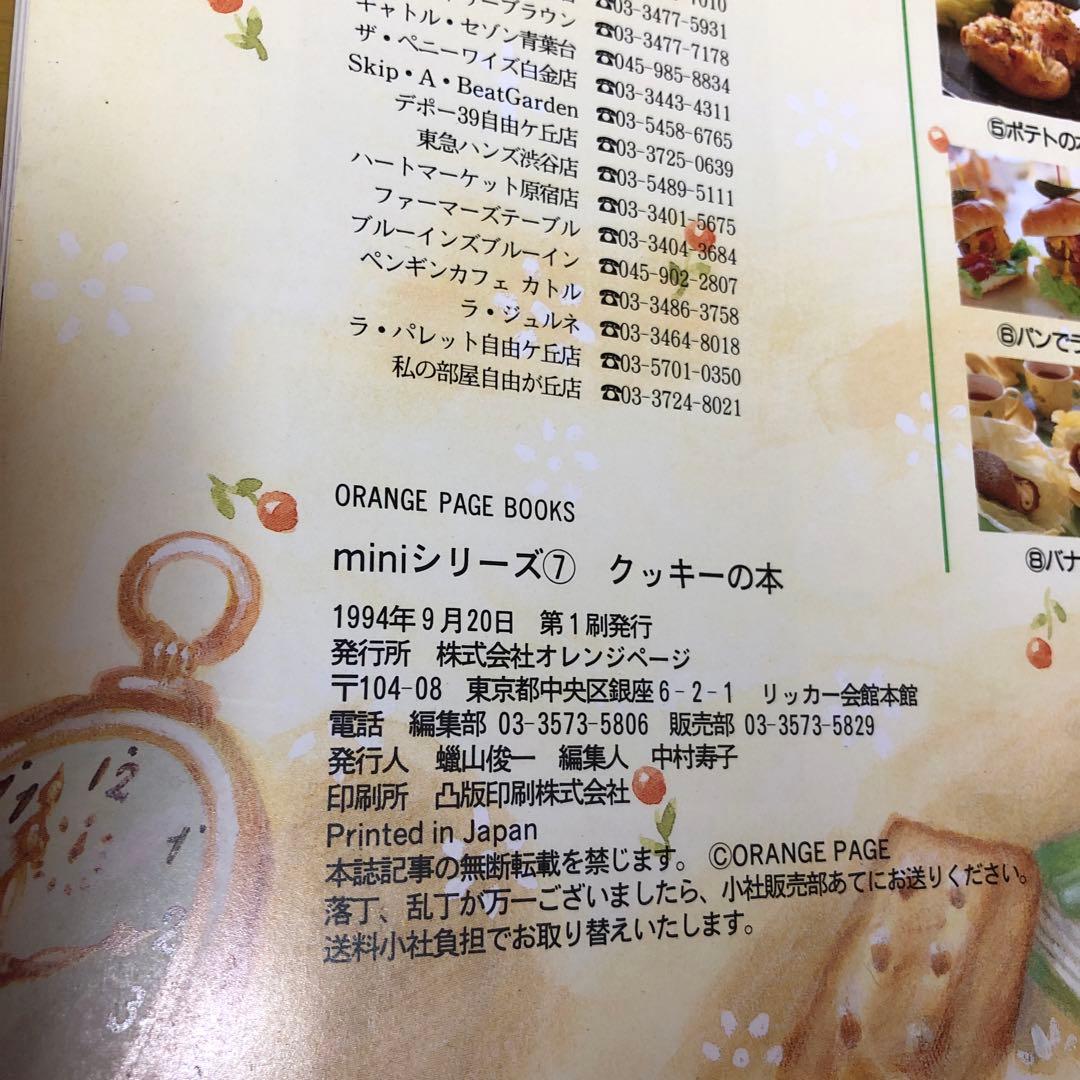 03-3477-5931
キャトル・セゾン青葉台 ☎03-3477-7178
ザ・ペニーワイズ白金店 ☎045-985-8834
Skip・A・BeatGarden ☎03-3443-4311
デポー39自由ケ丘店 ☎03-5458-6765
東急ハンズ渋谷店 ☎03-3725-0639
ハートマーケット原宿店 ☎03-5489-5111
ファーマーズテーブル ☎03-3401-5675
ブルーインズブルーイン ☎03-3404-3684
ペンギンカフェ カトル ☎045-902-2807
ラ・ジュルネ ☎03-3486-3758
ラ・パレット自由ケ丘店 ☎03-3464-8018
私の部屋自由が丘店 ☎03-5701-0350
☎03-3724-8021
ORANGE PAGE BOOKS
miniシリーズ⑦ クッキーの本
1994年9月20日 第1刷発行
発行所 株式会社オレンジページ
〒104-08 東京都中央区銀座6-2-1 リッカー会館本館
電話 編集部 03-3573-5806 販売部 03-3573-5829
発行人 蠟山俊一 編集人 中村寿子
印刷所 凸版印刷株式会社
Printed in Japan
本誌記事の無断転載を禁じます。 ©ORANGE PAGE
落丁、乱丁が万一ございましたら、小社販売部あてにお送りください。
送料小社負担でお取り替えいたします。
⑤ポテトの
⑥パンで
⑧バナ
12
1
2
3